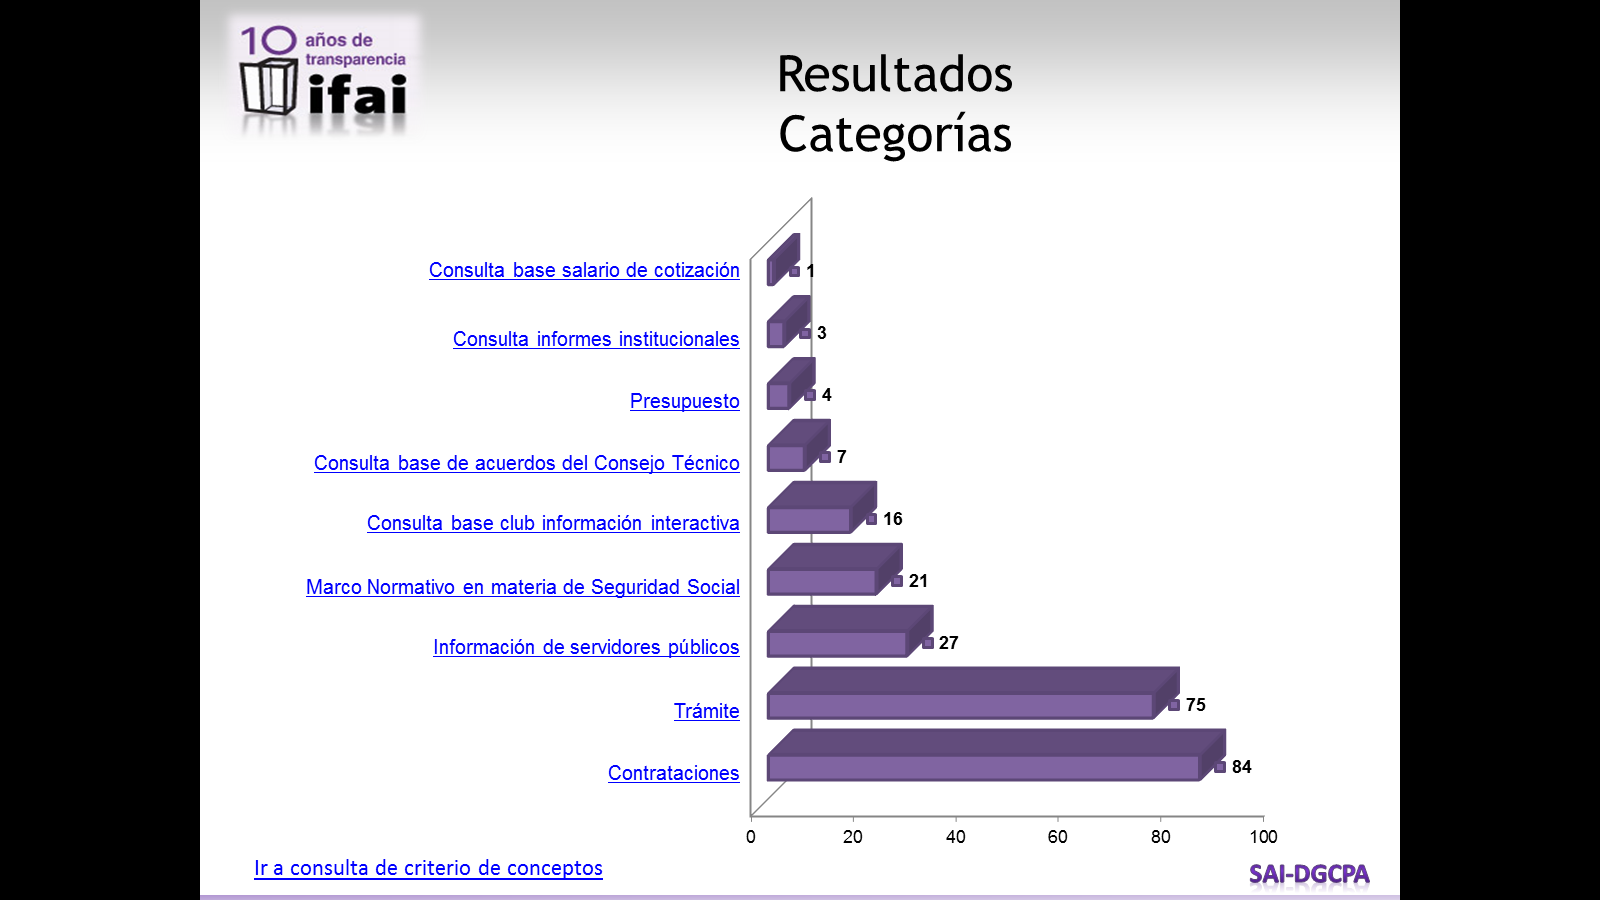 10 años de
transparencia
ifai
Resultados
Categorías
Consulta base salario de cotización 1
Consulta informes institucionales 3
Presupuesto 4
Consulta base de acuerdos del Consejo Técnico 7
Consulta base club información interactiva 16
Marco Normativo en materia de Seguridad Social 21
Información de servidores públicos 27
Trámite 75
Contrataciones 84
0 20 40 60 80 100
Ir a consulta de criterio de conceptos
SAI-DGCPA